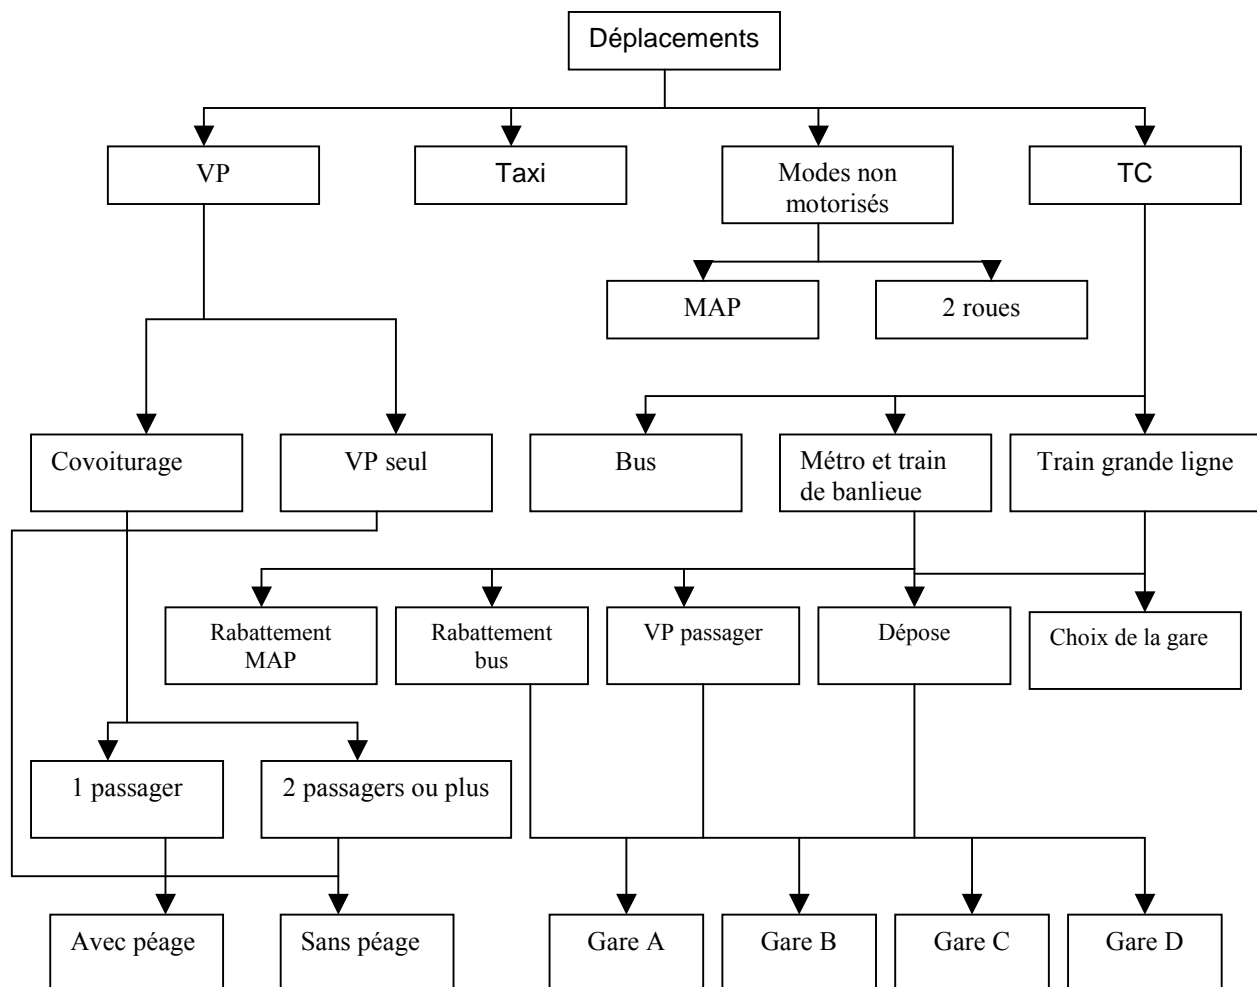 Déplacements
VP
Taxi
Modes non
motorisés
TC
MAP
2 roues
Covoiturage
VP seul
Bus
Métro et train
de banlieue
Train grande ligne
Rabattement
MAP
Rabattement
bus
VP passager
Dépose
Choix de la gare
1 passager
2 passagers ou plus
Avec péage
Sans péage
Gare A
Gare B
Gare C
Gare D